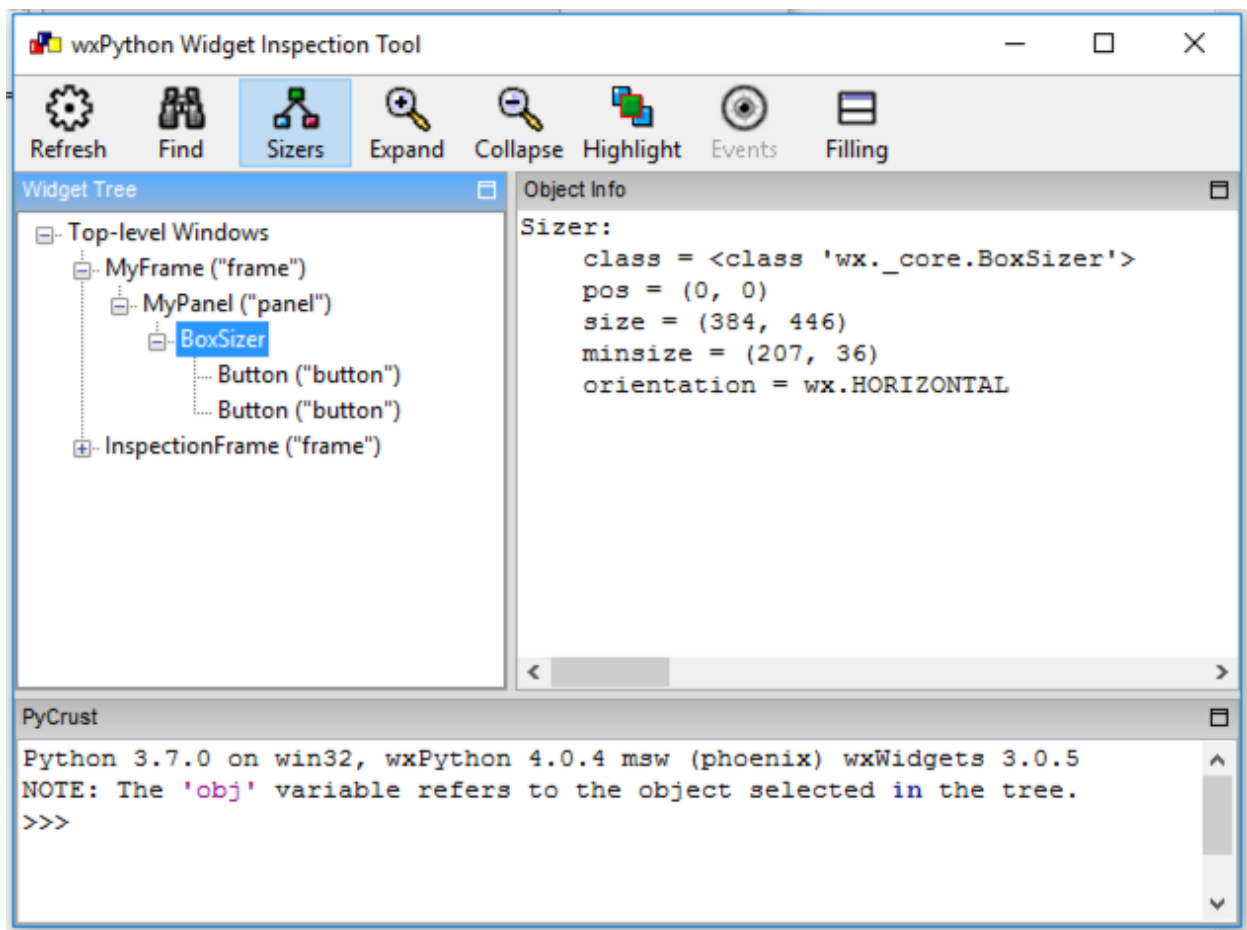 wxPython Widget Inspection Tool
Refresh Find Sizers Expand Collapse Highlight Events Filling
Widget Tree
Top-level Windows
MyFrame ("frame")
MyPanel ("panel")
BoxSizer
Button ("button")
Button ("button")
InspectionFrame ("frame")
Object Info
Sizer:
class = <class 'wx._core.BoxSizer'>
pos = (0, 0)
size = (384, 446)
minsize = (207, 36)
orientation = wx.HORIZONTAL
PyCrust
Python 3.7.0 on win32, wxPython 4.0.4 msw (phoenix) wxWidgets 3.0.5
NOTE: The 'obj' variable refers to the object selected in the tree.
>>>